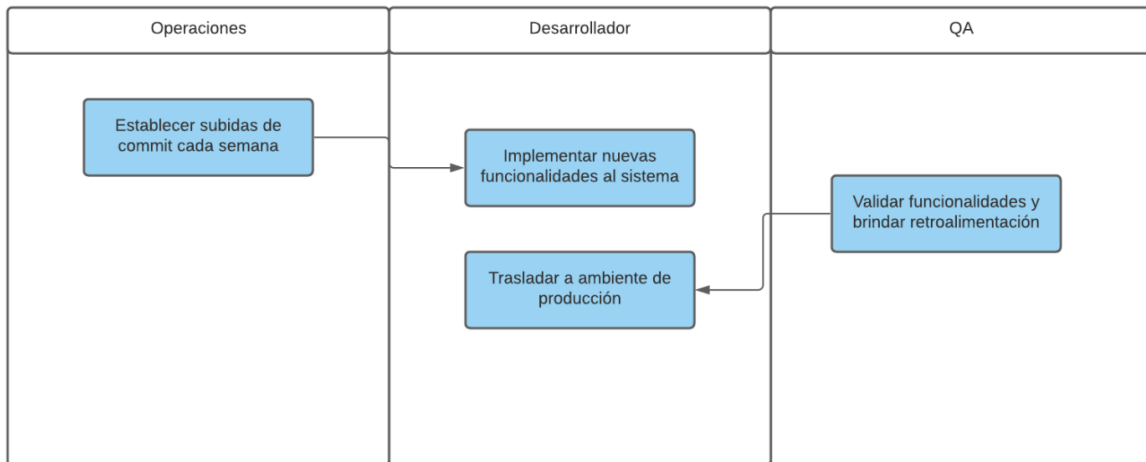 Operaciones
Desarrollador
QA
Establecer subidas de
commit cada semana
Implementar nuevas
funcionalidades al sistema
Validar funcionalidades y
brindar retroalimentación
Trasladar a ambiente de
producción